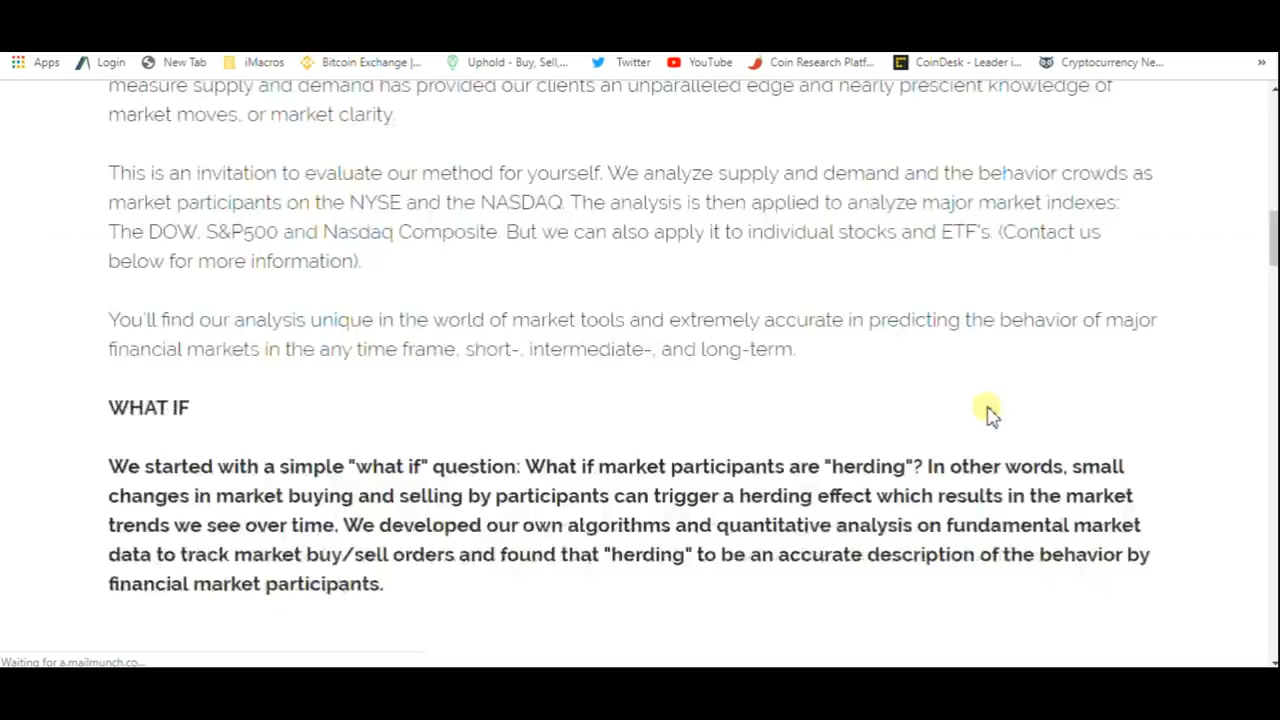 Apps Login New Tab iMacros Bitcoin Exchange |... Uphold - Buy, Sell,... Twitter YouTube Coin Research Platf... CoinDesk - Leader i... Cryptocurrency Ne... »
measure supply and demand has provided our clients an unparalleled edge and nearly prescient knowledge of
market moves, or market clarity.
This is an invitation to evaluate our method for yourself. We analyze supply and demand and the behavior crowds as
market participants on the NYSE and the NASDAQ. The analysis is then applied to analyze major market indexes:
The DOW, S&P500 and Nasdaq Composite. But we can also apply it to individual stocks and ETF's. (Contact us
below for more information).
You'll find our analysis unique in the world of market tools and extremely accurate in predicting the behavior of major
financial markets in the any time frame, short-, intermediate-, and long-term.
WHAT IF
We started with a simple "what if" question: What if market participants are "herding"? In other words, small
changes in market buying and selling by participants can trigger a herding effect which results in the market
trends we see over time. We developed our own algorithms and quantitative analysis on fundamental market
data to track market buy/sell orders and found that "herding" to be an accurate description of the behavior by
financial market participants.
Waiting for a.mailmunch.co...